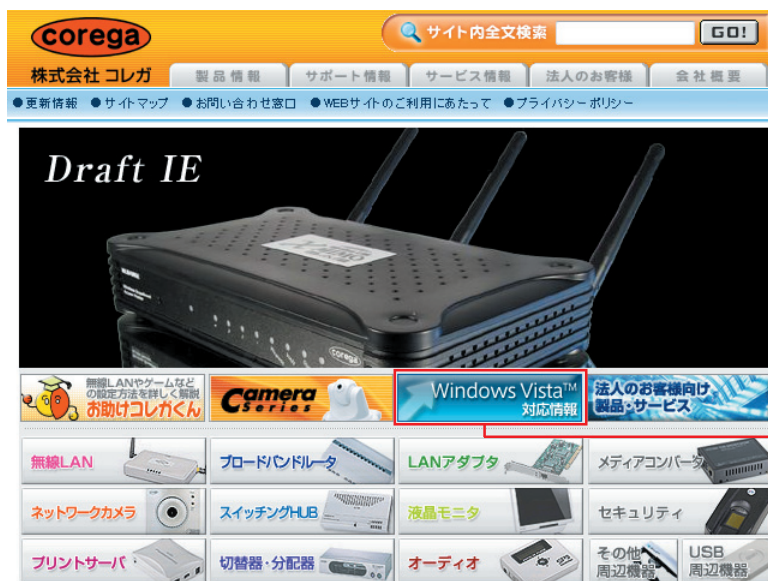 corega
サイト内全文検索
GO!
株式会社 コレガ
製品情報
サポート情報
サービス情報
法人のお客様
会社概要
●更新情報 ●サイトマップ ●お問い合わせ窓口 ●WEBサイトのご利用にあたって ●プライバシーポリシー
Draft IE
corega
無線LANやゲームなど
の設定方法を詳しく解説
お助けコレガくん
Camera
Series
Windows Vista™
対応情報
法人のお客様向け
製品・サービス
無線LAN
ブロードバンドルータ
LANアダプタ
メディアコンバータ
ネットワークカメラ
スイッチングHUB
液晶モニタ
セキュリティ
プリントサーバ
切替器・分配器
オーディオ
その他
周辺機器
USB
周辺機器